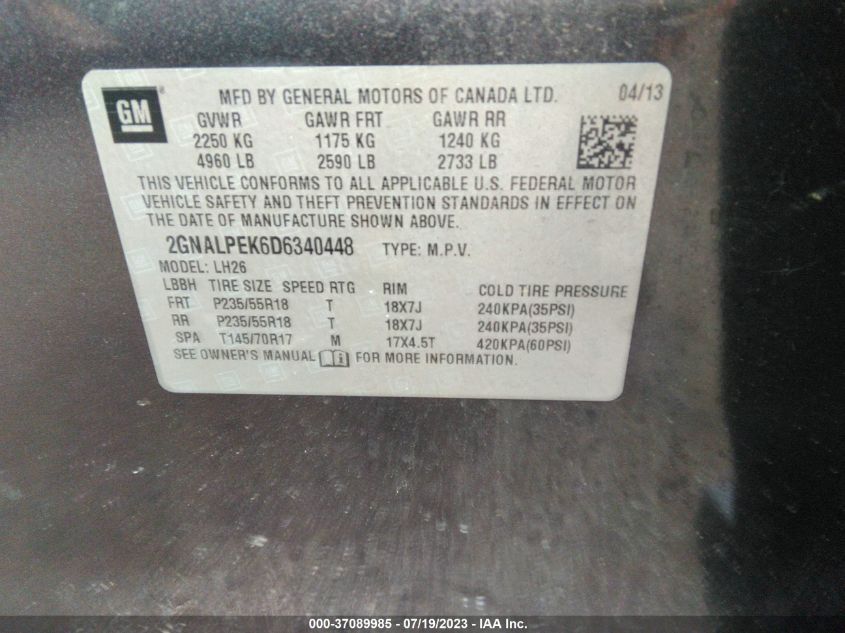 GM
MFD BY GENERAL MOTORS OF CANADA LTD. 04/13
GVWR GAWR FRT GAWR RR
2250 KG 1175 KG 1240 KG
4960 LB 2590 LB 2733 LB
THIS VEHICLE CONFORMS TO ALL APPLICABLE U.S. FEDERAL MOTOR
VEHICLE SAFETY AND THEFT PREVENTION STANDARDS IN EFFECT ON
THE DATE OF MANUFACTURE SHOWN ABOVE.
2GNALPEK6D6340448 TYPE: M.P.V.
MODEL: LH26
LBBH TIRE SIZE SPEED RTG RIM COLD TIRE PRESSURE
FRT P235/55R18 T 18X7J 240KPA(35PSI)
RR P235/55R18 T 18X7J 240KPA(35PSI)
SPA T145/70R17 M 17X4.5T 420KPA(60PSI)
SEE OWNER'S MANUAL FOR MORE INFORMATION.
000-37089985 - 07/19/2023 - IAA Inc.